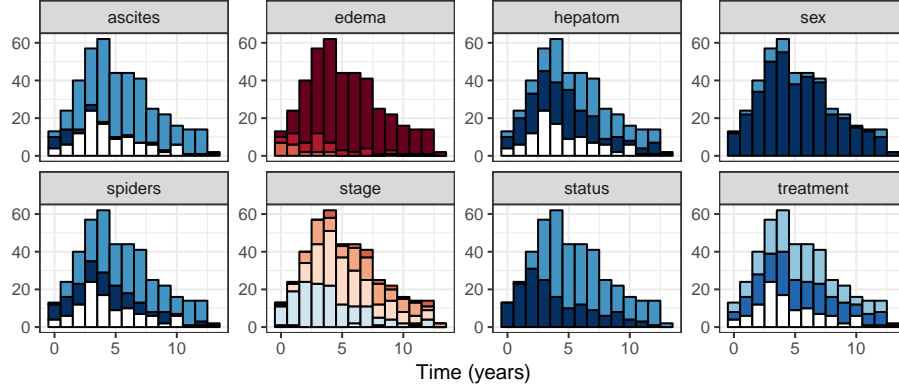 ascites edema hepatom sex
60
40
20
0
spiders stage status treatment
60
40
20
0
0 5 10 0 5 10 0 5 10 0 5 10
Time (years)